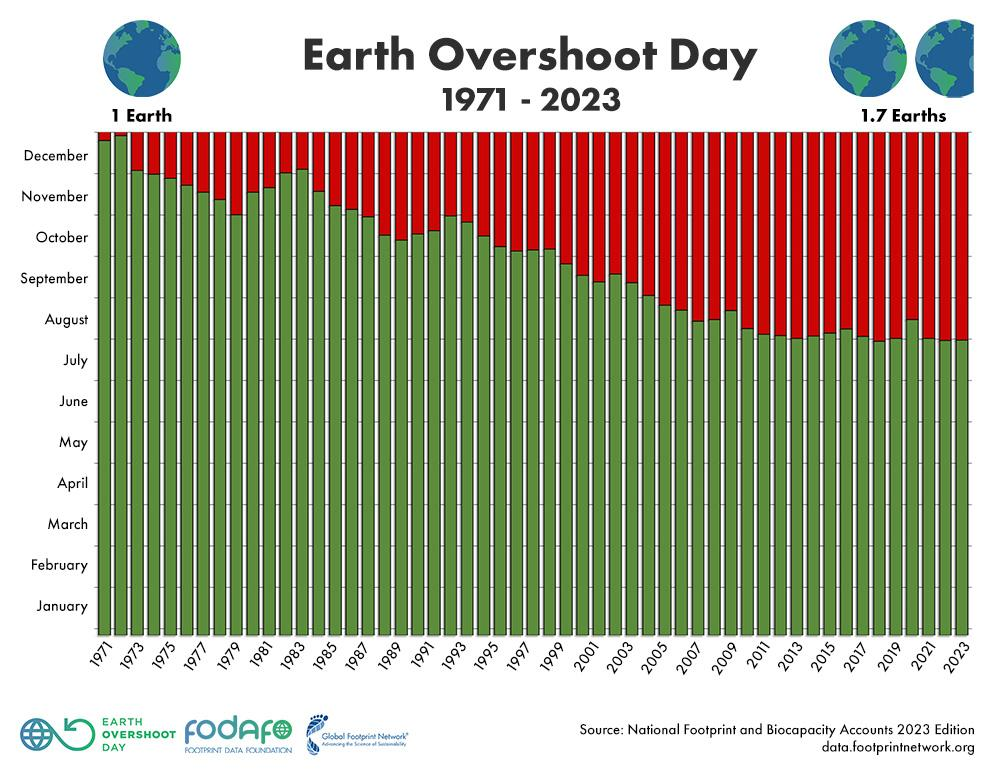 Earth Overshoot Day
1971 - 2023
1 Earth
1.7 Earths
December
November
October
September
August
July
June
May
April
March
February
January
1971
1973
1975
1977
1979
1981
1983
1985
1987
1989
1991
1993
1995
1997
1999
2001
2003
2005
2007
2009
2011
2013
2015
2017
2019
2021
2023
EARTH
OVERSHOOT
DAY
FODAFO
FOOTPRINT DATA FOUNDATION
Global Footprint Network®
Advancing the Science of Sustainability
Source: National Footprint and Biocapacity Accounts 2023 Edition
data.footprintnetwork.org